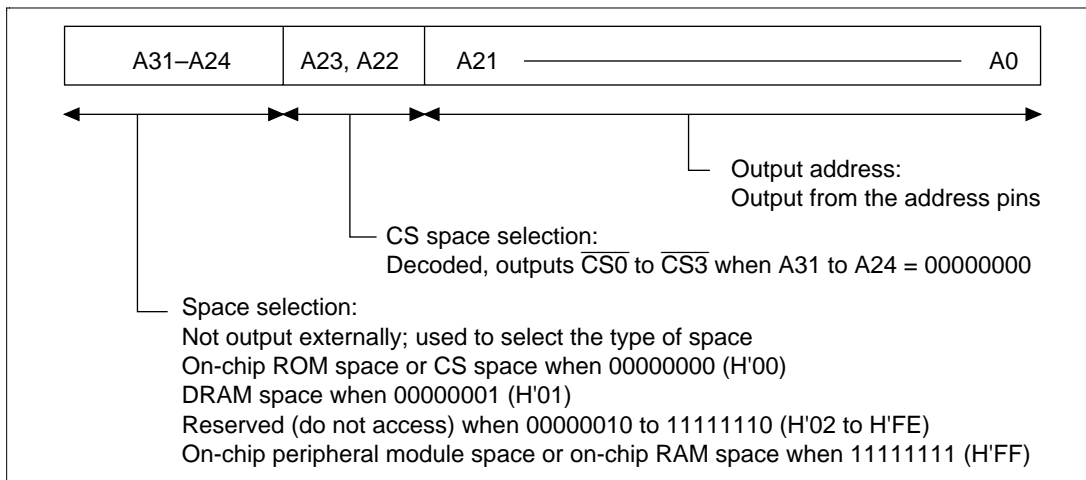 A31–A24 A23, A22 A21 A0
Output address:
Output from the address pins
CS space selection:
Decoded, outputs C̅S̅0̅ to C̅S̅3̅ when A31 to A24 = 00000000
Space selection:
Not output externally; used to select the type of space
On-chip ROM space or CS space when 00000000 (H'00)
DRAM space when 00000001 (H'01)
Reserved (do not access) when 00000010 to 11111110 (H'02 to H'FE)
On-chip peripheral module space or on-chip RAM space when 11111111 (H'FF)